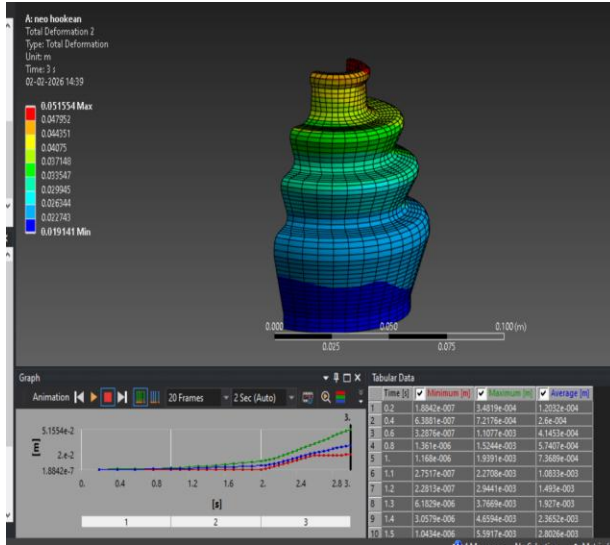 A: neo hookean
Total Deformation 2
Type: Total Deformation
Unit: m
Time: 3 s
02-02-2026 14:39
0.051554 Max
0.047952
0.044351
0.04075
0.037148
0.033547
0.029945
0.026344
0.022743
0.019141 Min
0.000
0.050
0.100 (m)
0.025
0.075
Graph
Animation
20 Frames
2 Sec (Auto)
3.
5.1554e-2
[m]
2.e-2
1.8842e-7
0. 0.4 0.8 1.2 1.6 2. 2.4 2.8 3.
[s]
1 2 3
Tabular Data
Time [s] Minimum [m] Maximum [m] Average [m]
1 0.2 1.8842e-007 3.4819e-004 1.2032e-004
2 0.4 6.3881e-007 7.2176e-004 2.6e-004
3 0.6 3.2876e-007 1.1077e-003 4.1453e-004
4 0.8 1.361e-006 1.5244e-003 5.7407e-004
5 1. 1.168e-006 1.9391e-003 7.3689e-004
6 1.1 2.7517e-007 2.2708e-003 1.0833e-003
7 1.2 2.2813e-007 2.9441e-003 1.493e-003
8 1.3 6.1829e-006 3.7669e-003 1.927e-003
9 1.4 3.0579e-006 4.6594e-003 2.3652e-003
10 1.5 1.0434e-006 5.5917e-003 2.8026e-003